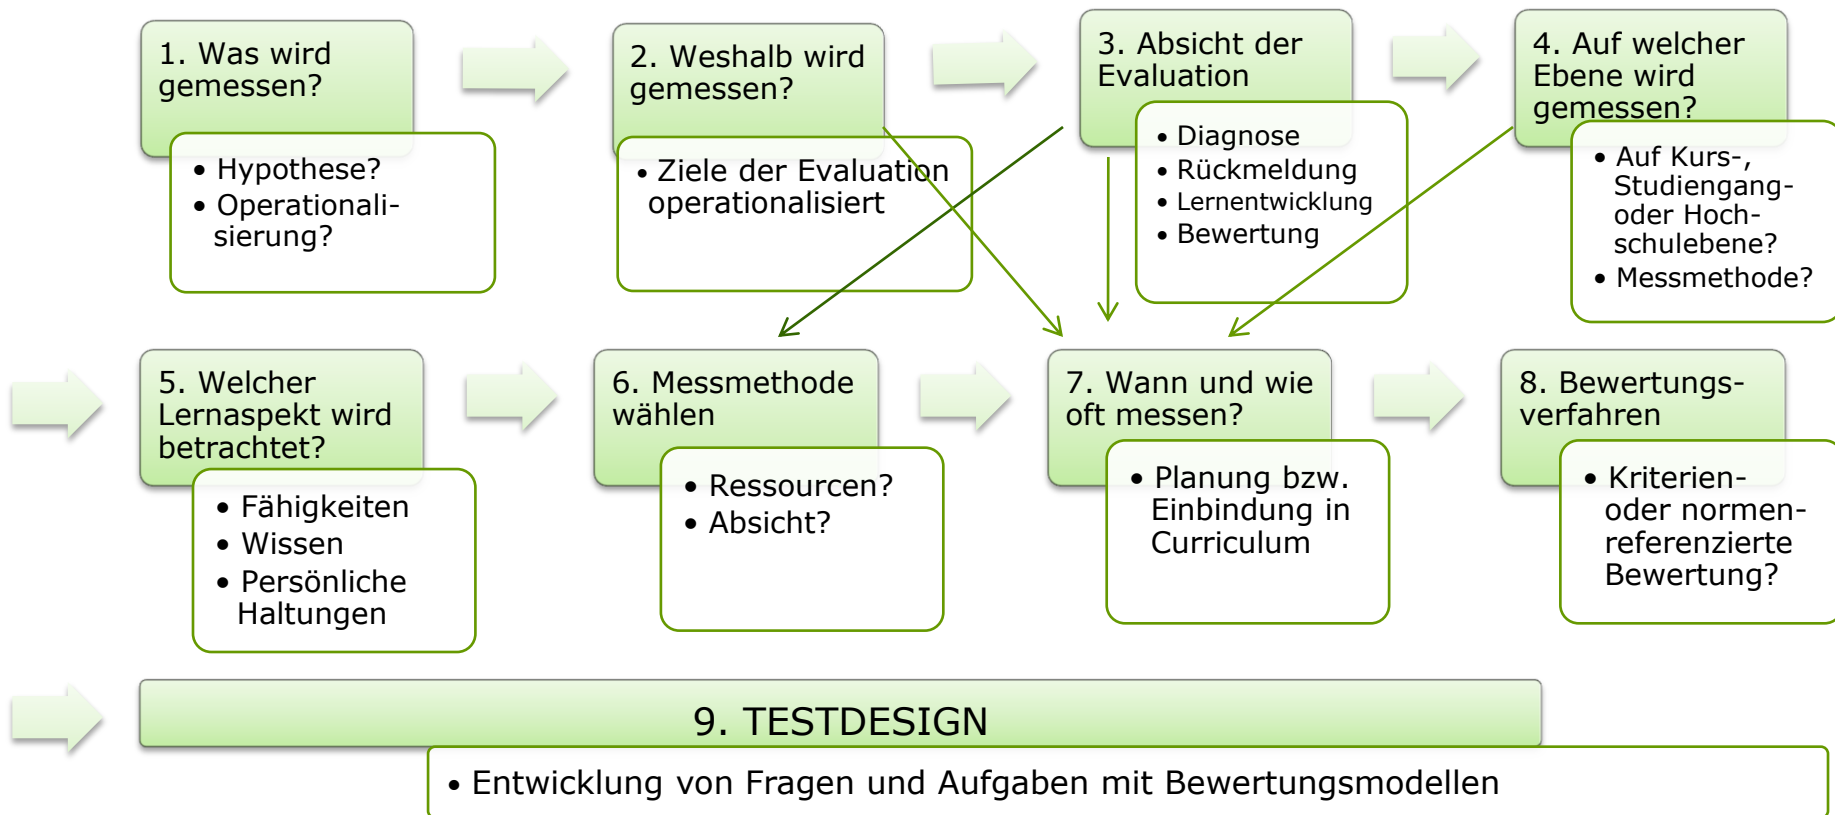 1. Was wird
gemessen?
• Hypothese?
• Operationali-
sierung?
2. Weshalb wird
gemessen?
• Ziele der Evaluation
operationalisiert
3. Absicht der
Evaluation
• Diagnose
• Rückmeldung
• Lernentwicklung
• Bewertung
4. Auf welcher
Ebene wird
gemessen?
• Auf Kurs-,
Studiengang-
oder Hoch-
schulebene?
• Messmethode?
5. Welcher
Lernaspekt wird
betrachtet?
• Fähigkeiten
• Wissen
• Persönliche
Haltungen
6. Messmethode
wählen
• Ressourcen?
• Absicht?
7. Wann und wie
oft messen?
• Planung bzw.
Einbindung in
Curriculum
8. Bewertungs-
verfahren
• Kriterien-
oder normen-
referenzierte
Bewertung?
9. TESTDESIGN
• Entwicklung von Fragen und Aufgaben mit Bewertungsmodellen